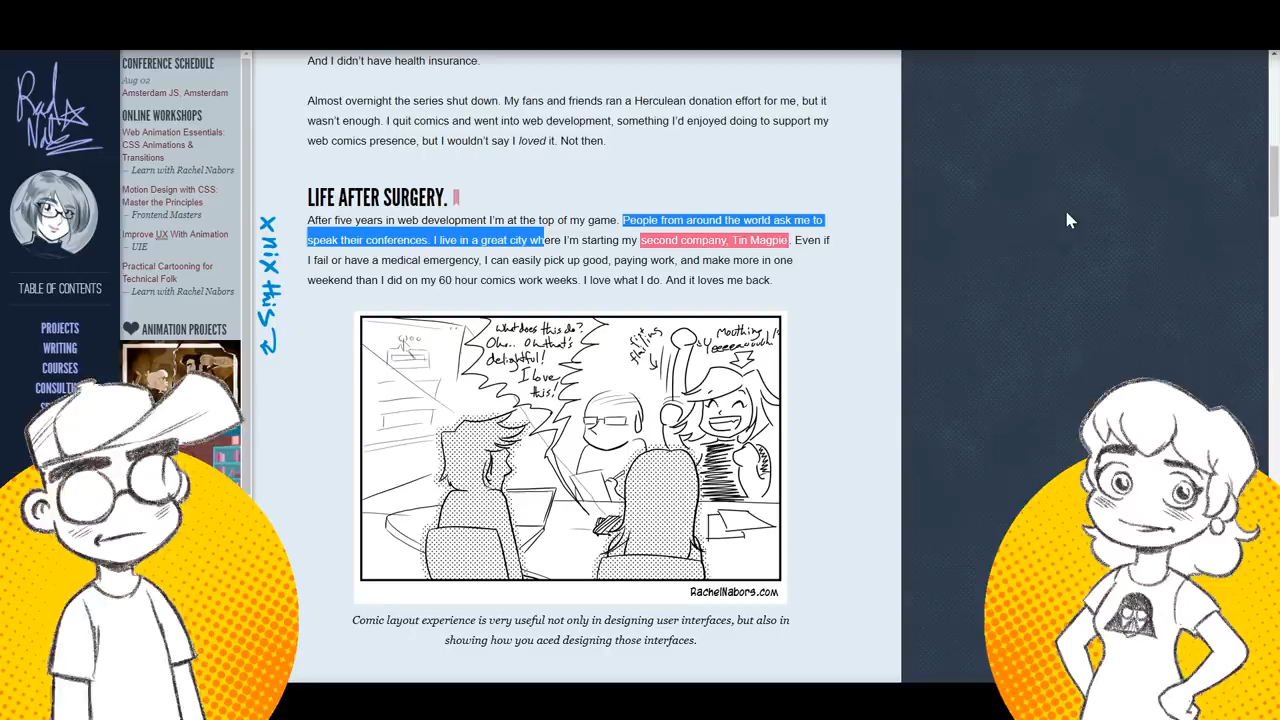 Rachel Nabors
CONFERENCE SCHEDULE
Aug 02
Amsterdam JS, Amsterdam
ONLINE WORKSHOPS
Web Animation Essentials:
CSS Animations &
Transitions
– Learn with Rachel Nabors
Motion Design with CSS:
Master the Principles
– Frontend Masters
Improve UX With Animation
– UIE
Practical Cartooning for
Technical Folk
– Learn with Rachel Nabors
ANIMATION PROJECTS
TABLE OF CONTENTS
PROJECTS
WRITING
COURSES
And I didn't have health insurance.
Almost overnight the series shut down. My fans and friends ran a Herculean donation effort for me, but it
wasn't enough. I quit comics and went into web development, something I'd enjoyed doing to support my
web comics presence, but I wouldn't say I loved it. Not then.
LIFE AFTER SURGERY.
After five years in web development I'm at the top of my game. People from around the world ask me to
speak their conferences. I live in a great city where I'm starting my second company, Tin Magpie. Even if
I fail or have a medical emergency, I can easily pick up good, paying work, and make more in one
weekend than I did on my 60 hour comics work weeks. I love what I do. And it loves me back.
x nix this
What does this do?
Oho... O what's
delightful!
I love
this!
fist
flailing
Mouthing
RachelNabors.com
Comic layout experience is very useful not only in designing user interfaces, but also in
showing how you aced designing those interfaces.